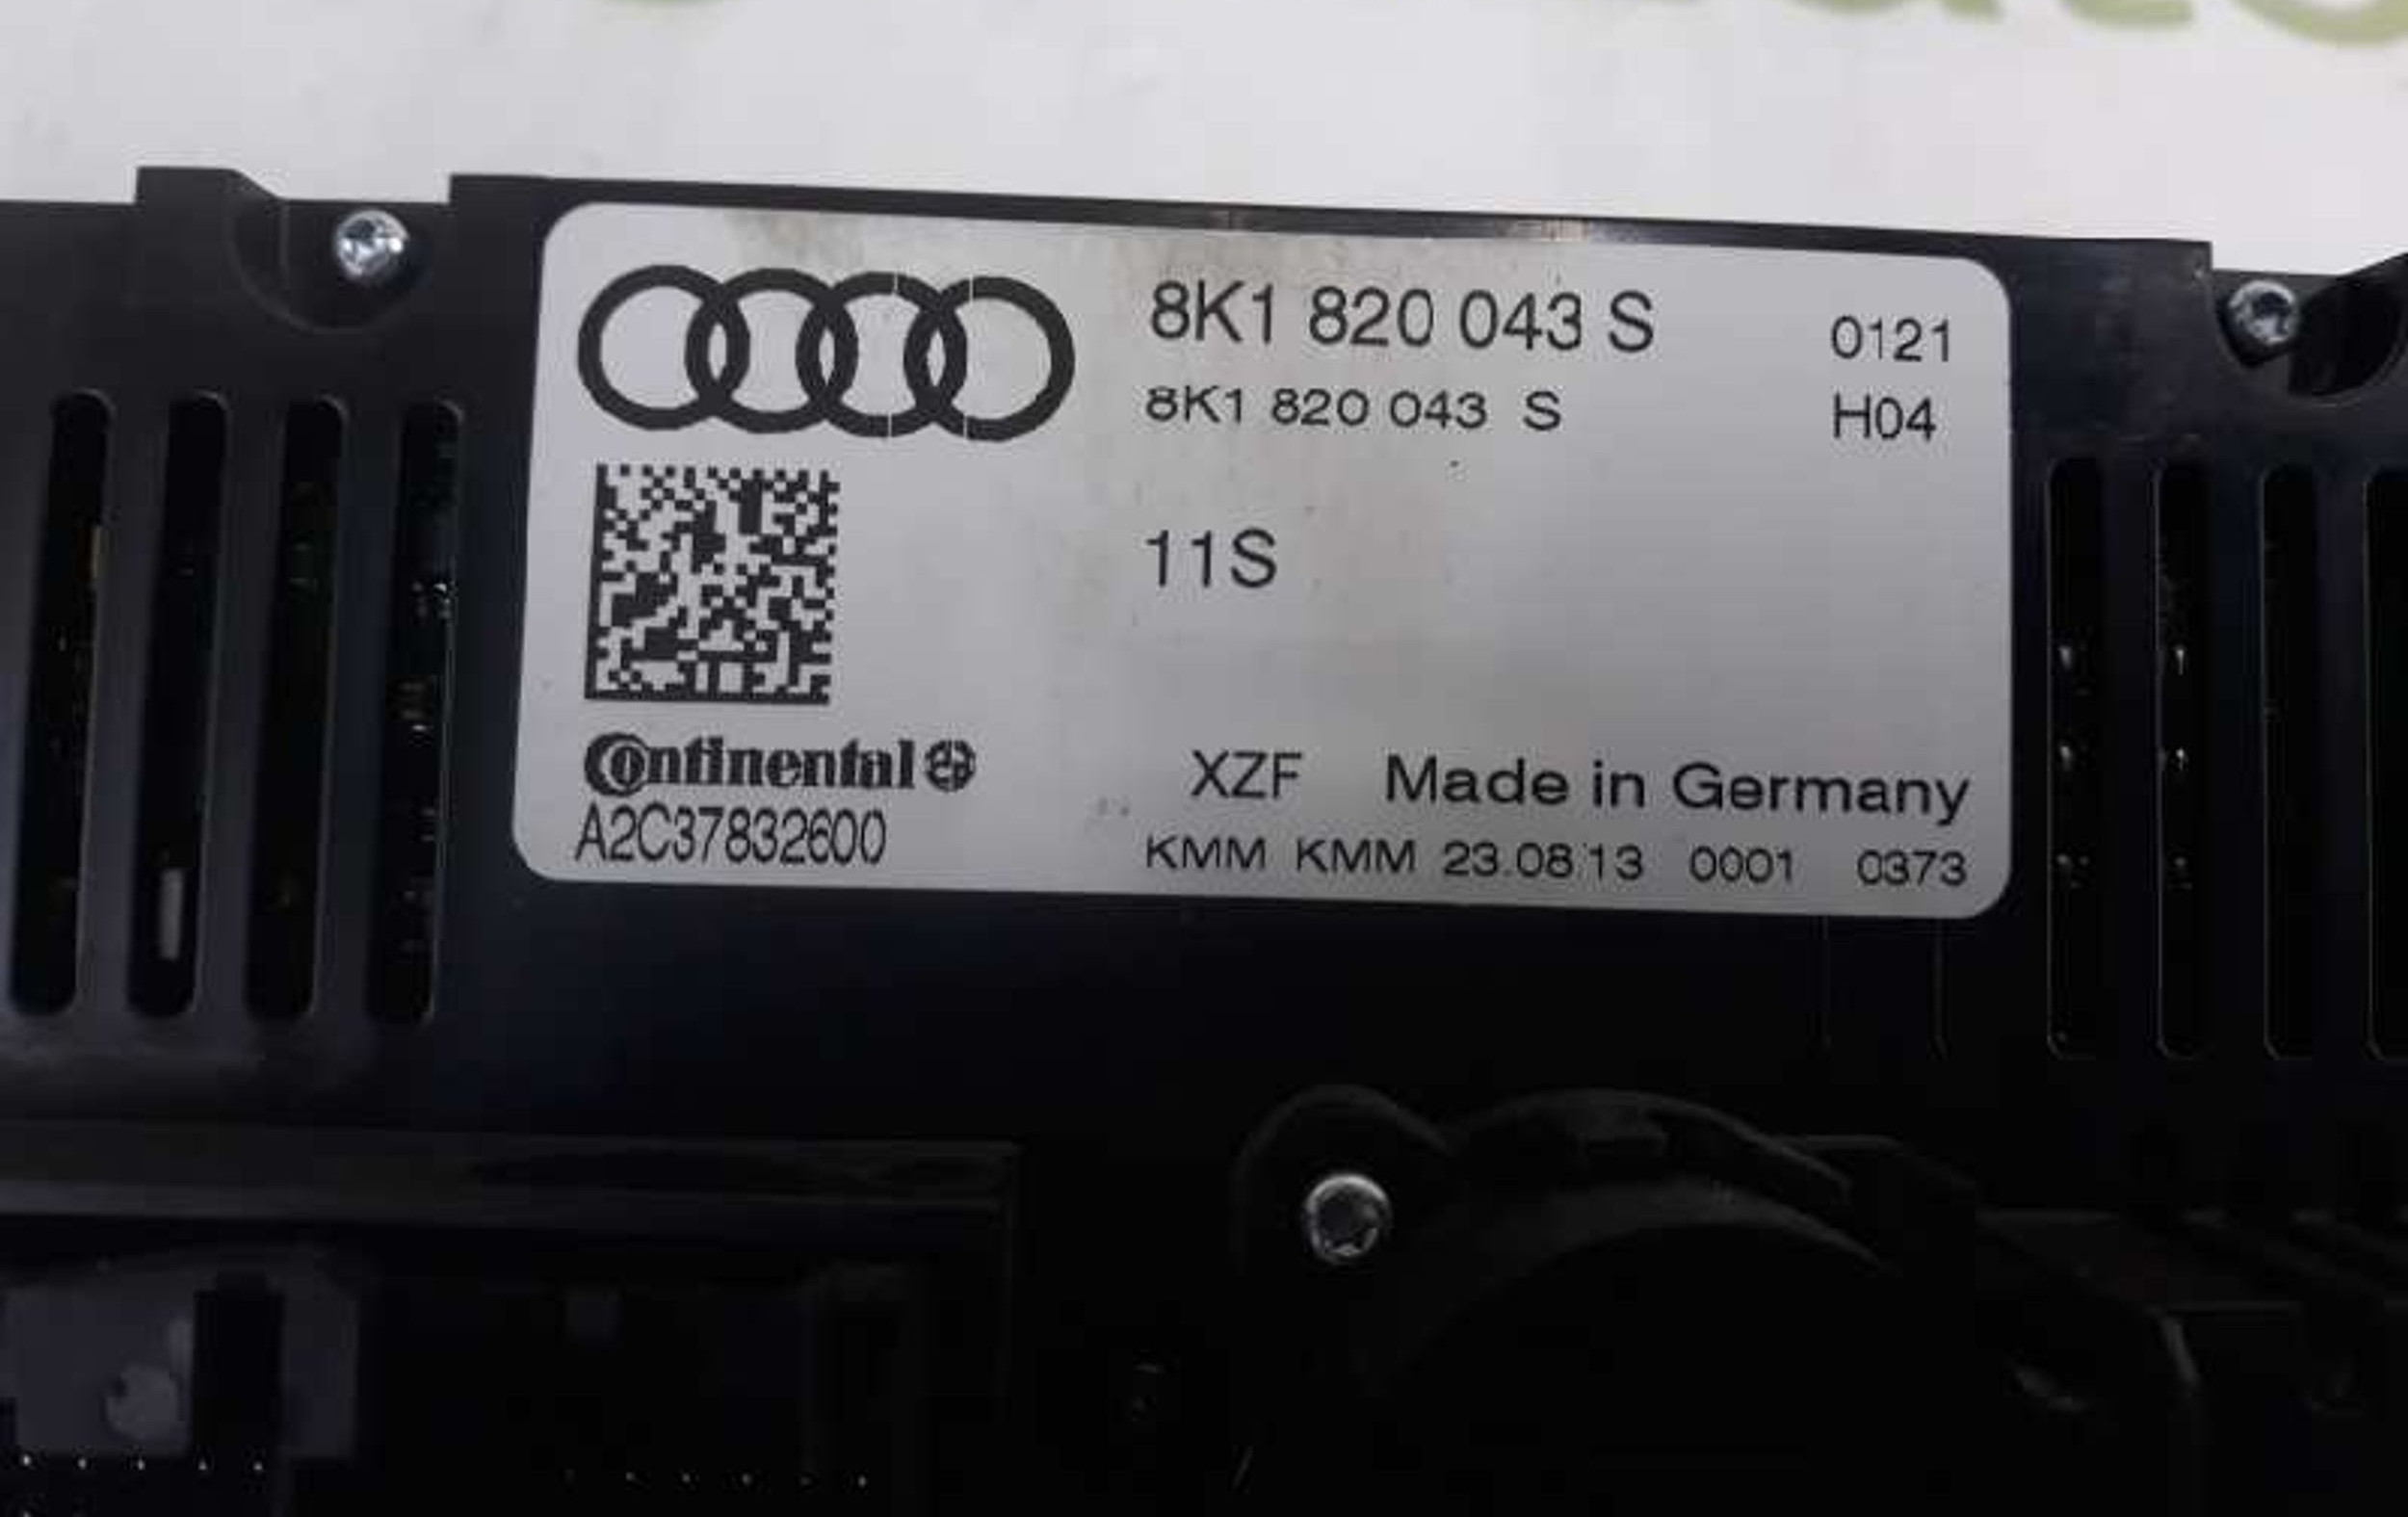 8K1 820 043 S 0121
8K1 820 043 S H04
11S
Continental
A2C37832600
XZF Made in Germany
KMM KMM 23.08.13 0001 0373